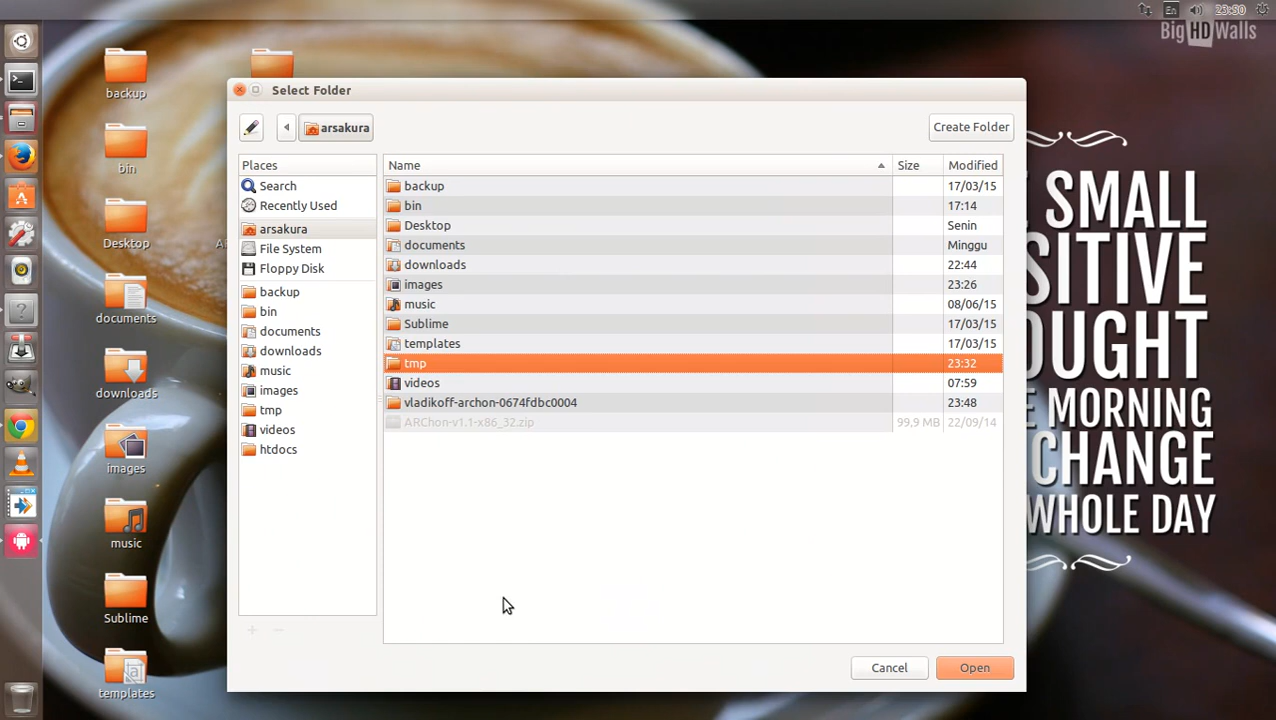 En 23:50
Big HD Walls
backup
bin
Desktop
documents
downloads
images
music
Sublime
templates
Select Folder
arsakura
Create Folder
Places
Search
Recently Used
arsakura
File System
Floppy Disk
backup
bin
documents
downloads
music
images
tmp
videos
htdocs
Name Size Modified
backup 17/03/15
bin 17:14
Desktop Senin
documents Minggu
downloads 22:44
images 23:26
music 08/06/15
Sublime 17/03/15
templates 17/03/15
tmp 23:32
videos 07:59
vladikoff-archon-0674fdbc0004 23:48
ARChon-v1.1-x86_32.zip 99,9 MB 22/09/14
Cancel Open
SMALL
SITIVE
OUGHT
MORNING
CHANGE
WHOLE DAY